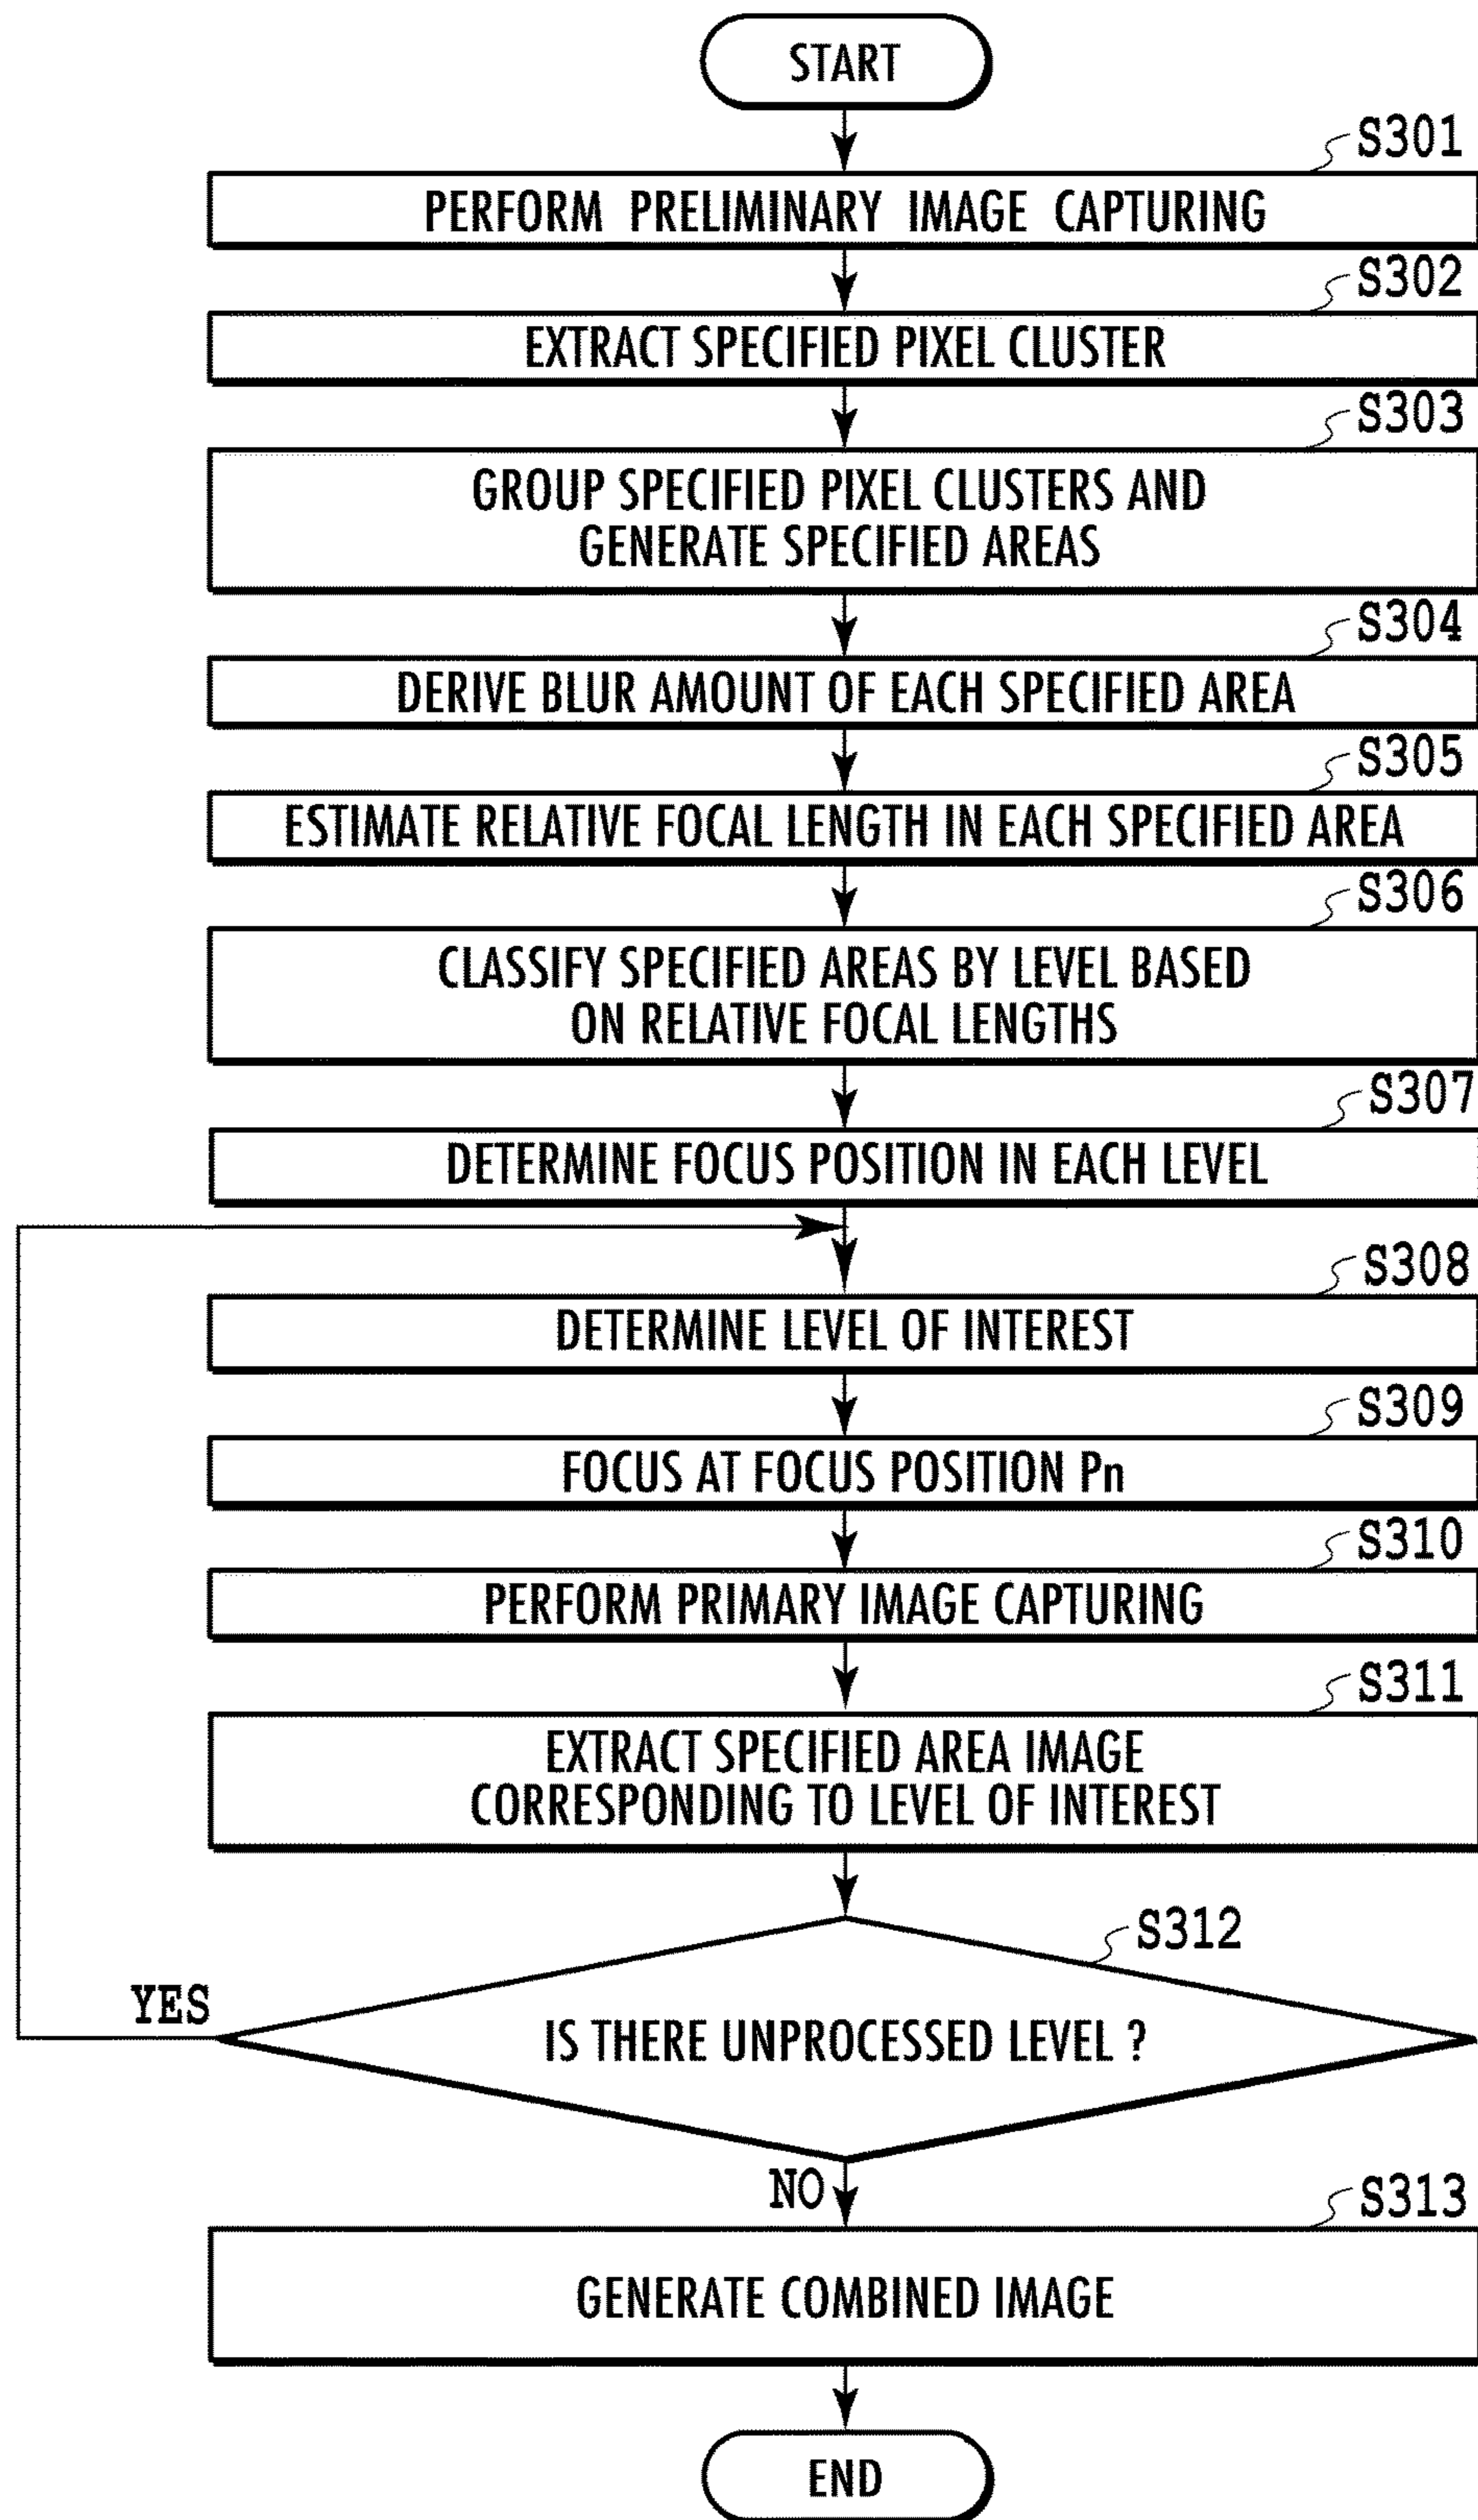 START
S301
PERFORM PRELIMINARY IMAGE CAPTURING
S302
EXTRACT SPECIFIED PIXEL CLUSTER
S303
GROUP SPECIFIED PIXEL CLUSTERS AND
GENERATE SPECIFIED AREAS
S304
DERIVE BLUR AMOUNT OF EACH SPECIFIED AREA
S305
ESTIMATE RELATIVE FOCAL LENGTH IN EACH SPECIFIED AREA
S306
CLASSIFY SPECIFIED AREAS BY LEVEL BASED
ON RELATIVE FOCAL LENGTHS
S307
DETERMINE FOCUS POSITION IN EACH LEVEL
S308
DETERMINE LEVEL OF INTEREST
S309
FOCUS AT FOCUS POSITION Pn
S310
PERFORM PRIMARY IMAGE CAPTURING
S311
EXTRACT SPECIFIED AREA IMAGE
CORRESPONDING TO LEVEL OF INTEREST
S312
YES
IS THERE UNPROCESSED LEVEL ?
NO
S313
GENERATE COMBINED IMAGE
END